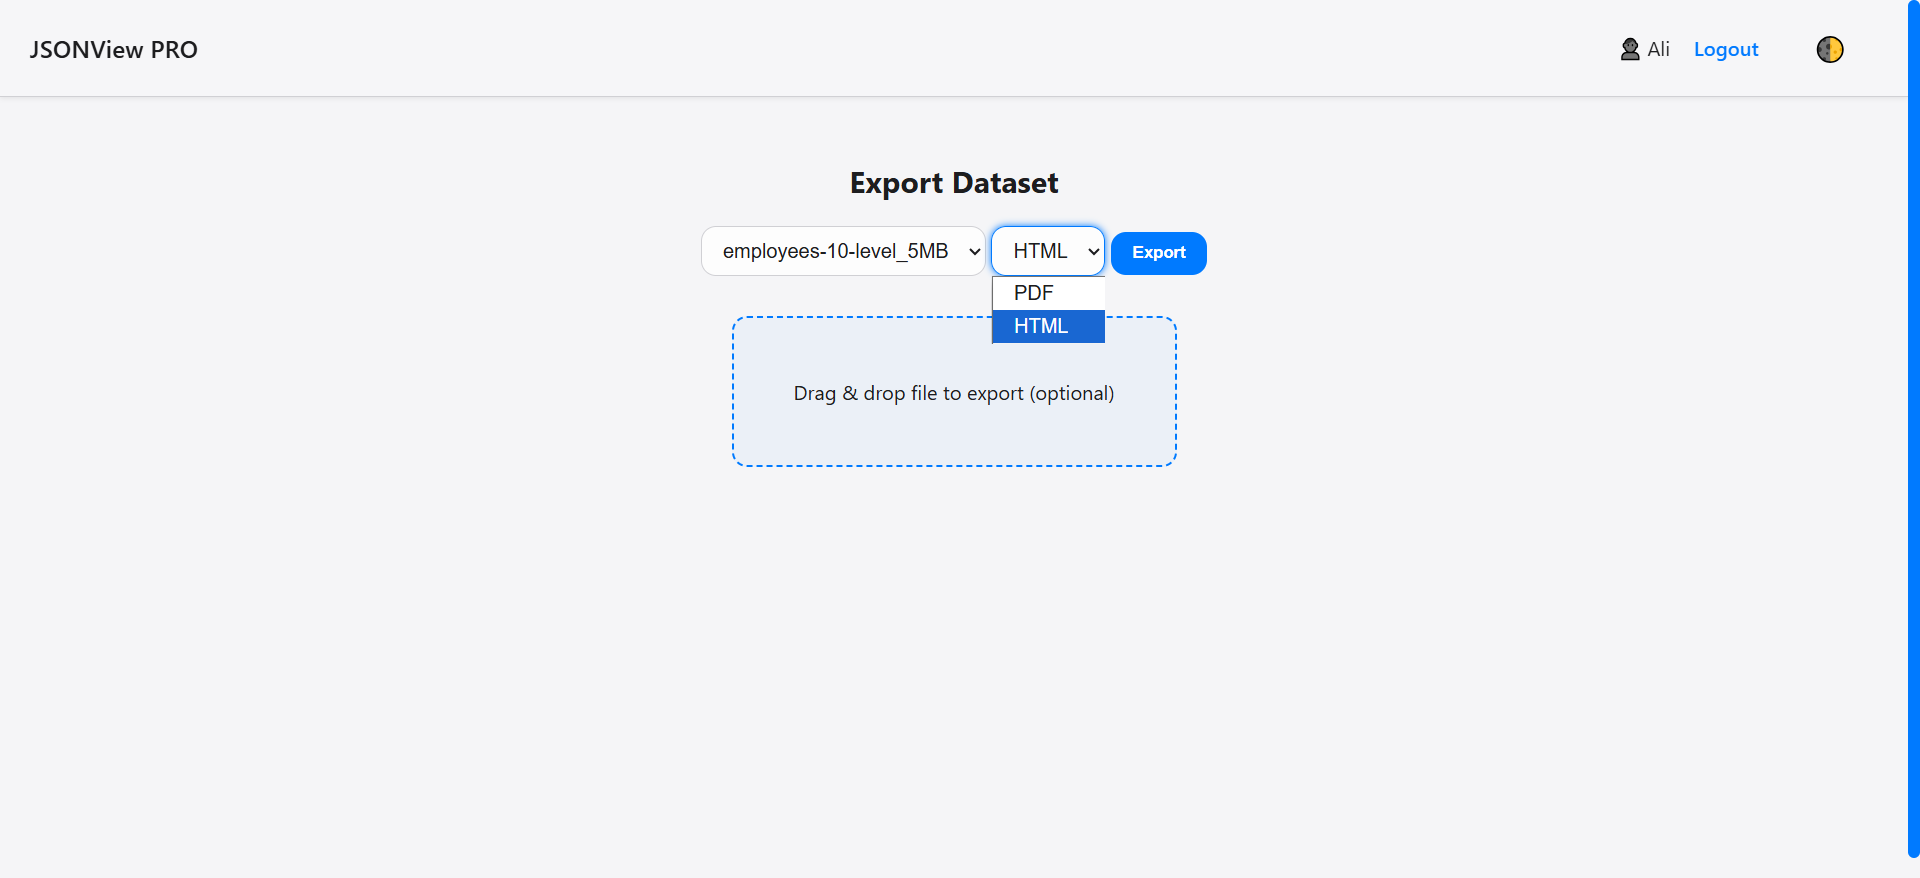 JSONView PRO
Ali
Logout
Export Dataset
employees-10-level_5MB
HTML
Export
PDF
HTML
Drag & drop file to export (optional)